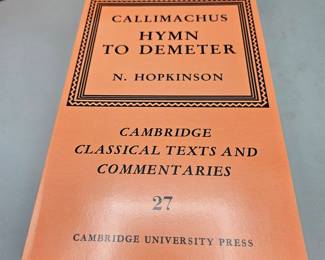 CALLIMACHUS
HYMN
TO DEMETER
N. HOPKINSON
CAMBRIDGE
CLASSICAL TEXTS AND
COMMENTARIES
27
CAMBRIDGE UNIVERSITY PRESS